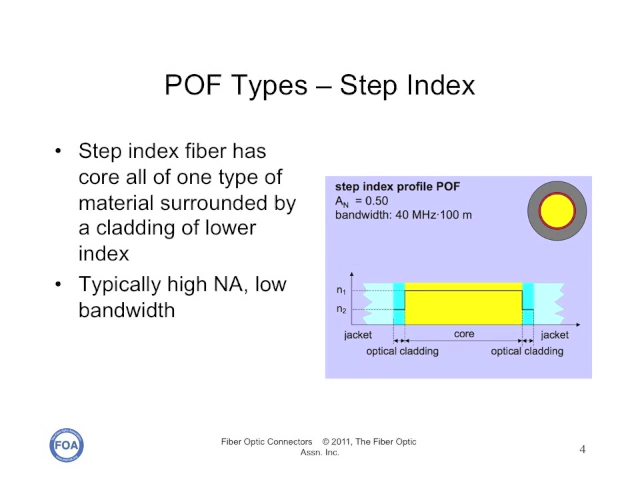 POF Types – Step Index
• Step index fiber has
core all of one type of
material surrounded by
a cladding of lower
index
• Typically high NA, low
bandwidth
step index profile POF
AN = 0.50
bandwidth: 40 MHz·100 m
n1
n2
jacket
core
jacket
optical cladding
optical cladding
FOA
Fiber Optic Connectors © 2011, The Fiber Optic
Assn. Inc.
4